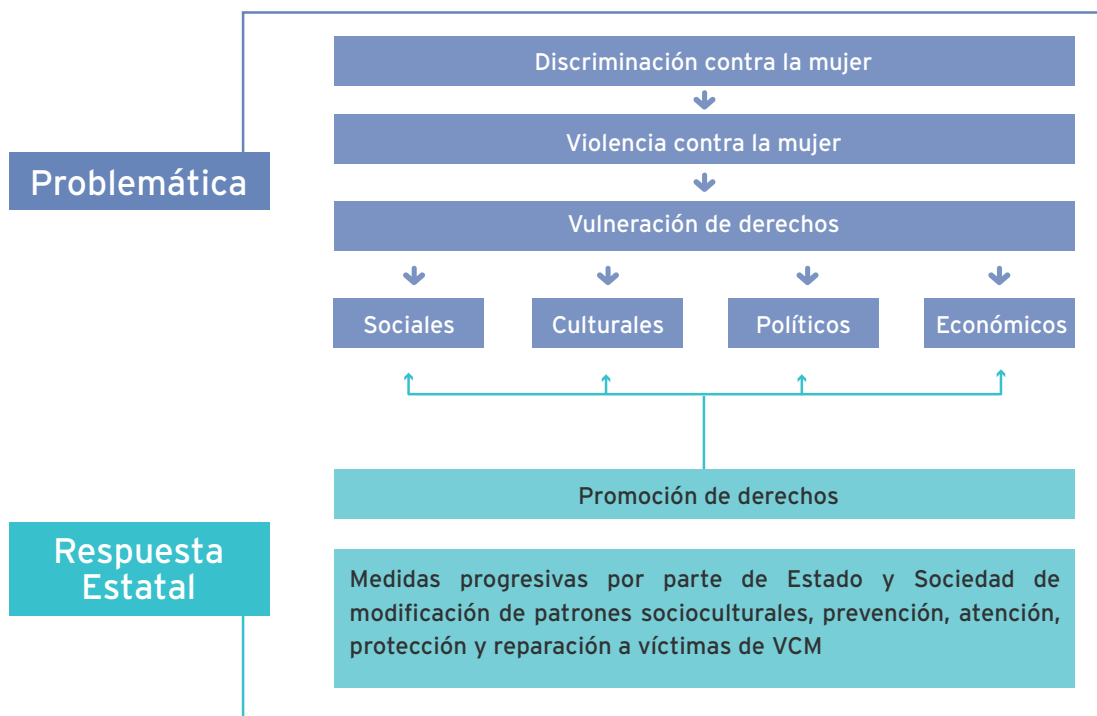 Discriminación contra la mujer
Violencia contra la mujer
Problemática
Vulneración de derechos
Sociales
Culturales
Políticos
Económicos
Promoción de derechos
Respuesta
Estatal
Medidas progresivas por parte de Estado y Sociedad de
modificación de patrones socioculturales, prevención, atención,
protección y reparación a víctimas de VCM